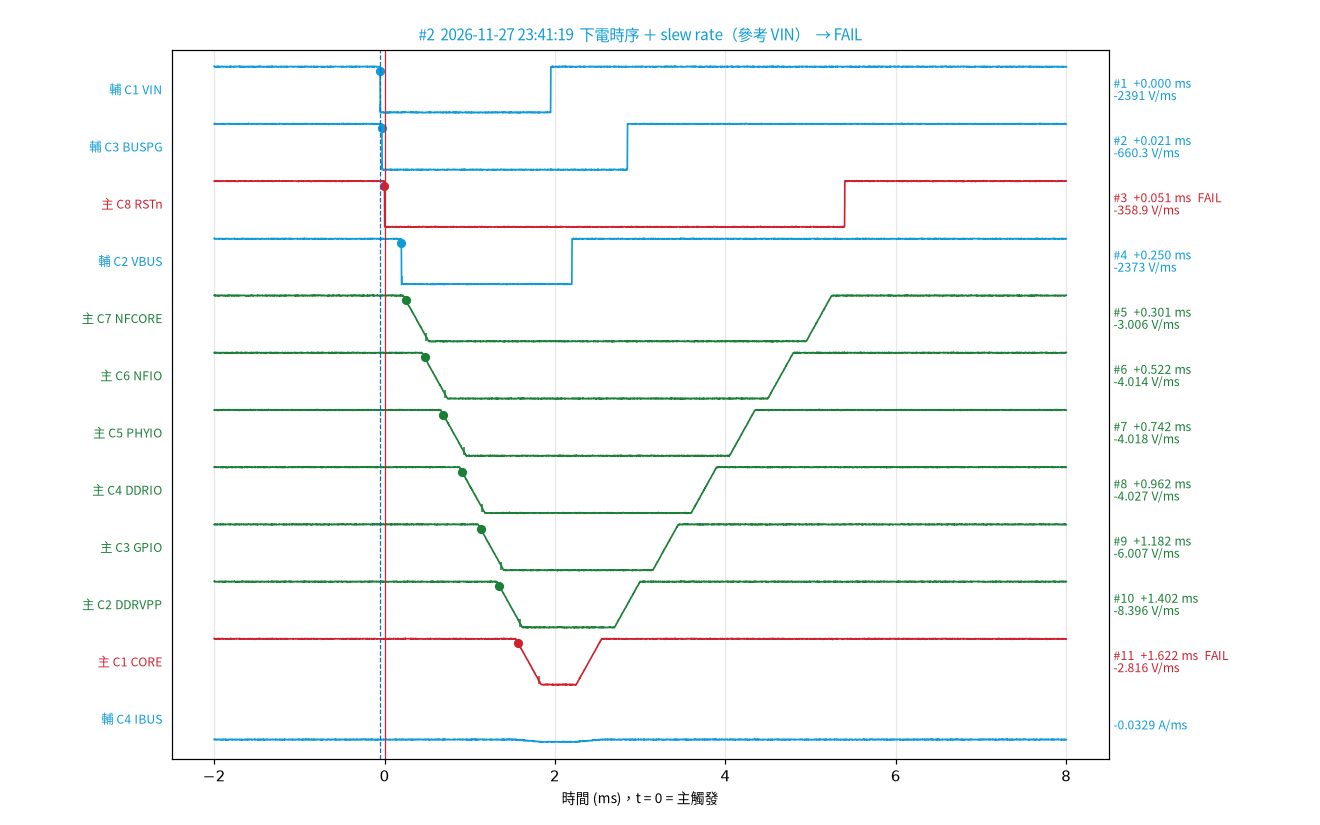 #2 2026-11-27 23:41:19 下電時序 ＋ slew rate（參考 VIN） → FAIL
輔 C1 VIN
#1 +0.000 ms
-2391 V/ms
輔 C3 BUSPG
#2 +0.021 ms
-660.3 V/ms
主 C8 RSTn
#3 +0.051 ms FAIL
-358.9 V/ms
輔 C2 VBUS
#4 +0.250 ms
-2373 V/ms
主 C7 NFCORE
#5 +0.301 ms
-3.006 V/ms
主 C6 NFIO
#6 +0.522 ms
-4.014 V/ms
主 C5 PHYIO
#7 +0.742 ms
-4.018 V/ms
主 C4 DDRIO
#8 +0.962 ms
-4.027 V/ms
主 C3 GPIO
#9 +1.182 ms
-6.007 V/ms
主 C2 DDRVPP
#10 +1.402 ms
-8.396 V/ms
主 C1 CORE
#11 +1.622 ms FAIL
-2.816 V/ms
輔 C4 IBUS
-0.0329 A/ms
−2 0 2 4 6 8
時間 (ms)，t = 0 = 主觸發